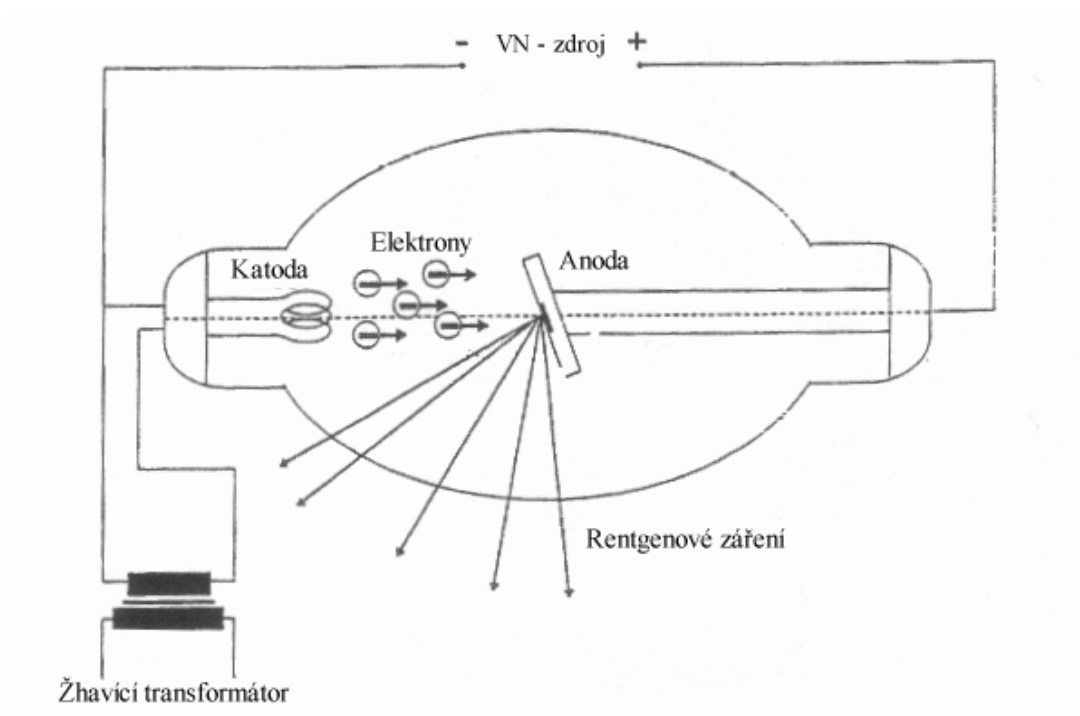 - VN - zdroj +
Elektrony
Katoda
Anoda
Rentgenové záření
Žhavící transformátor